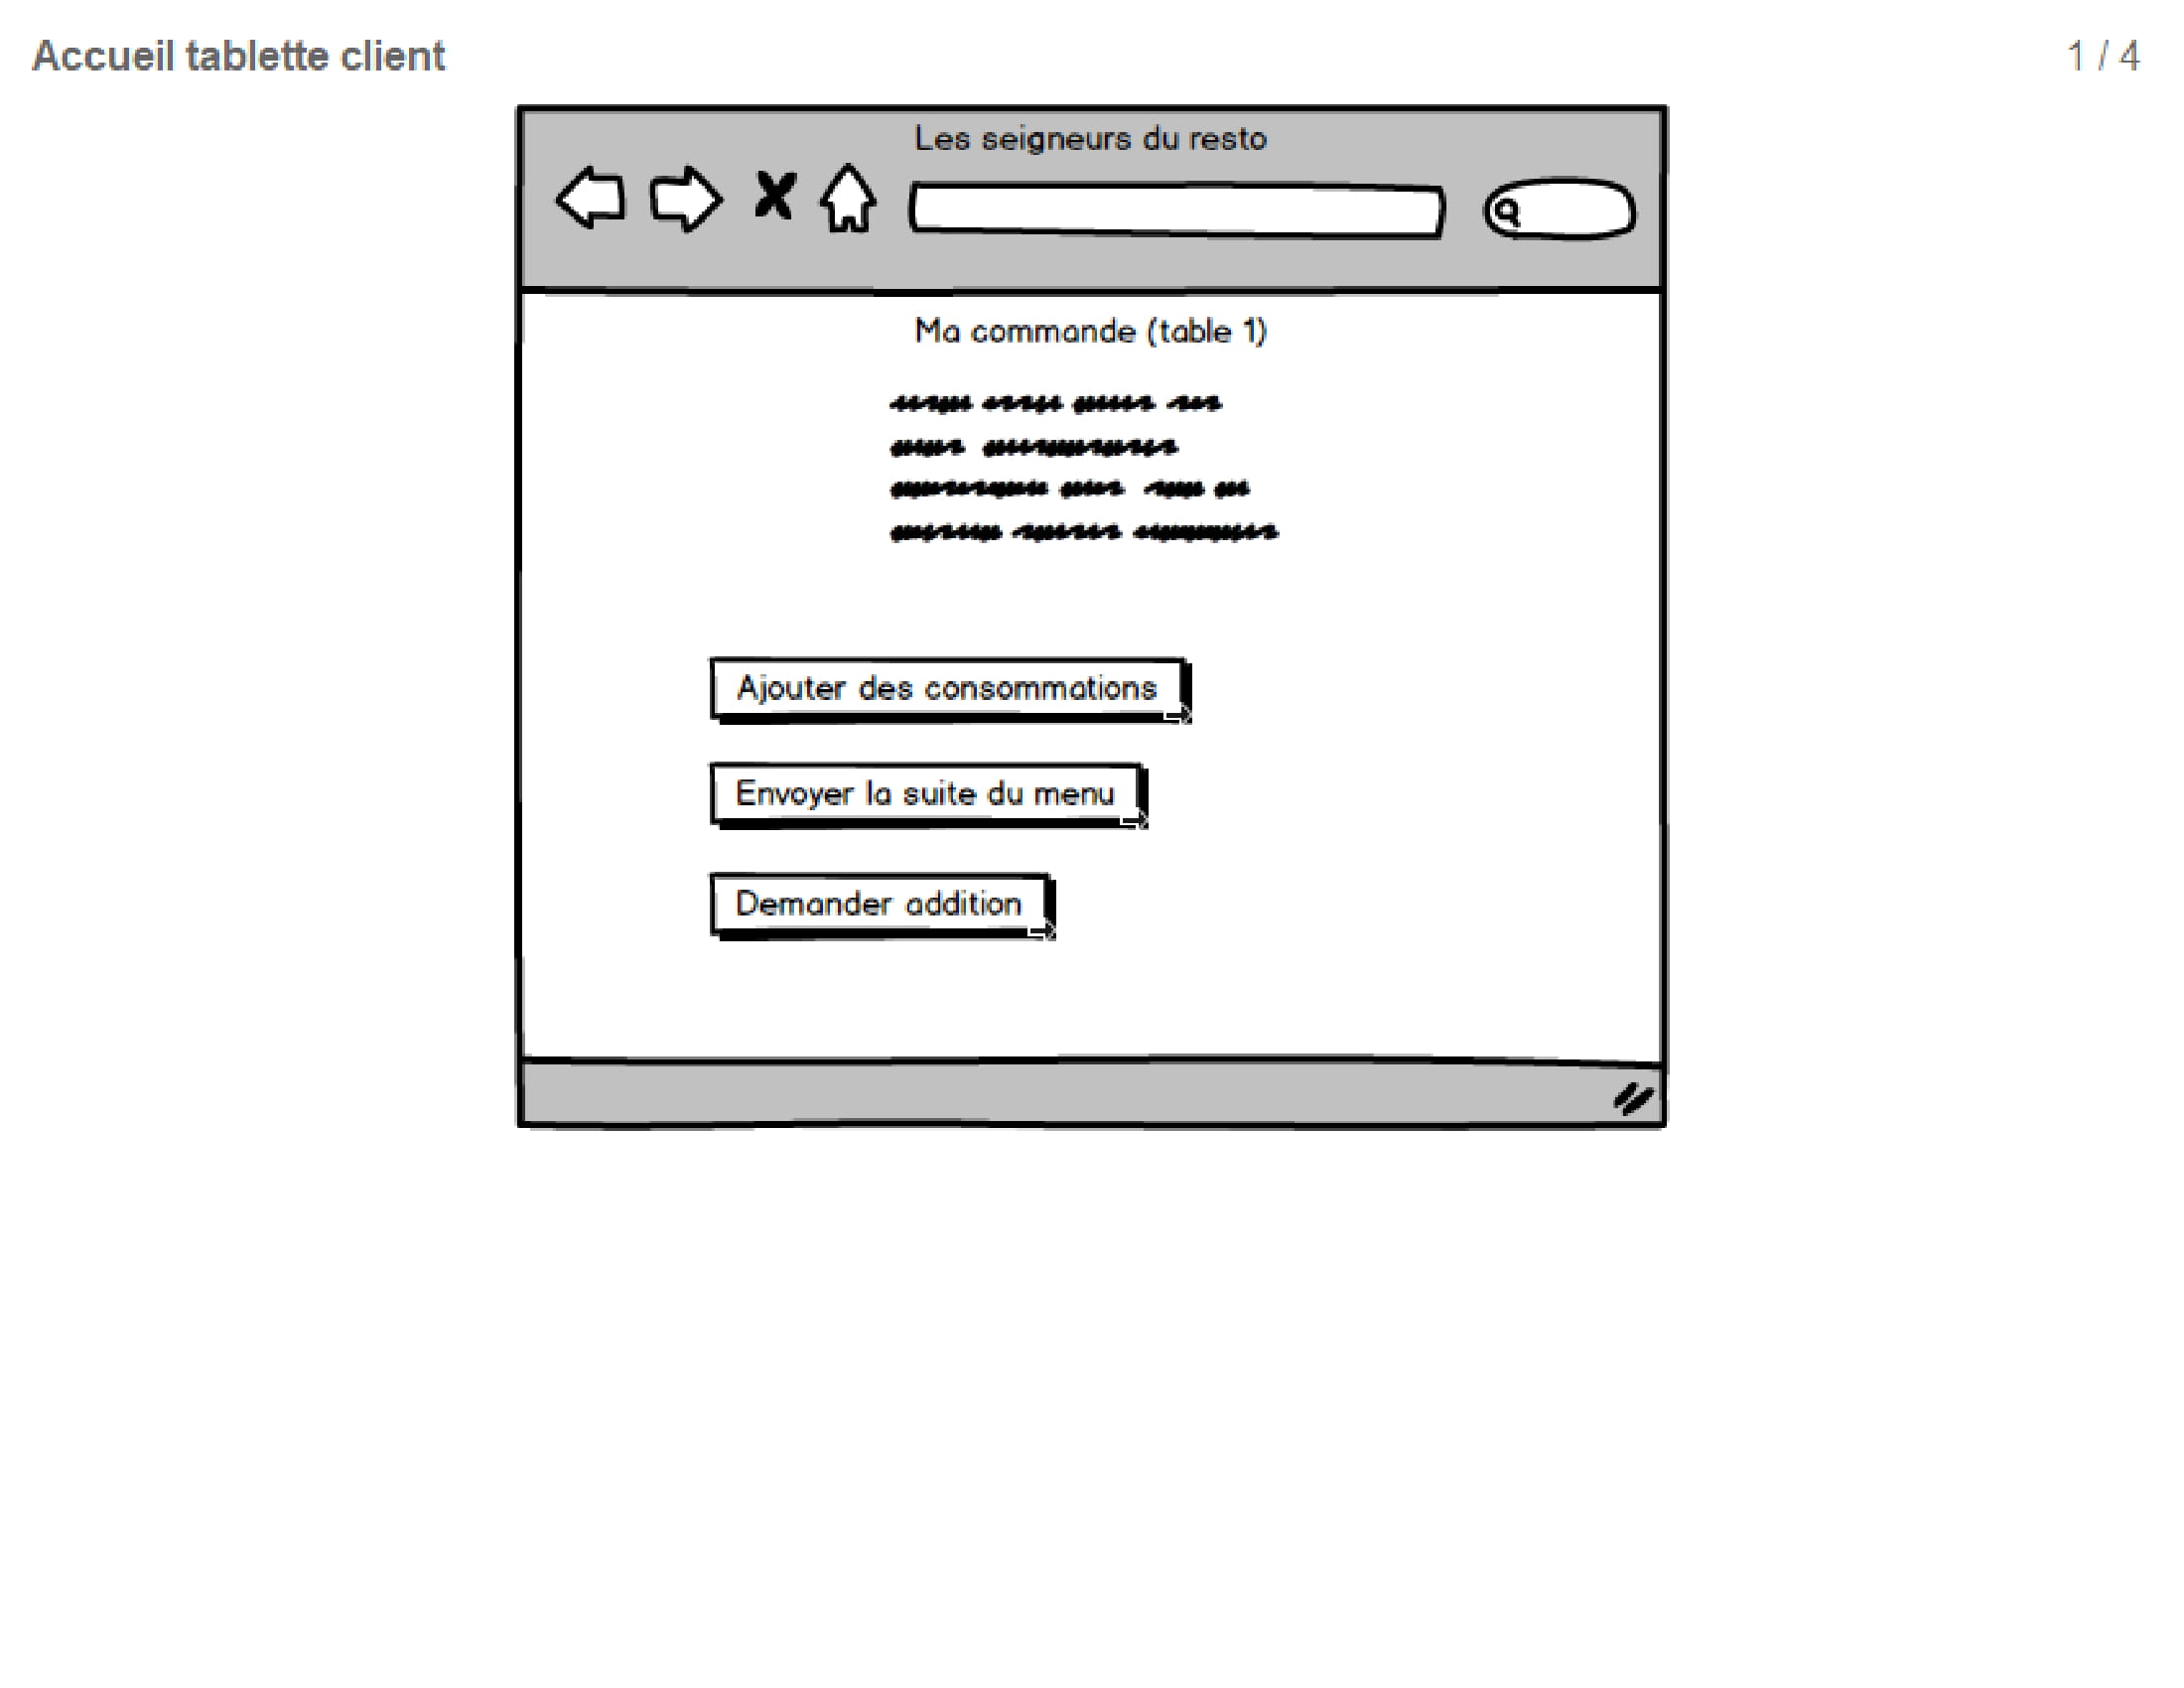 Accueil tablette client
1 / 4
Les seigneurs du resto
Ma commande (table 1)
Ajouter des consommations
Envoyer la suite du menu
Demander addition